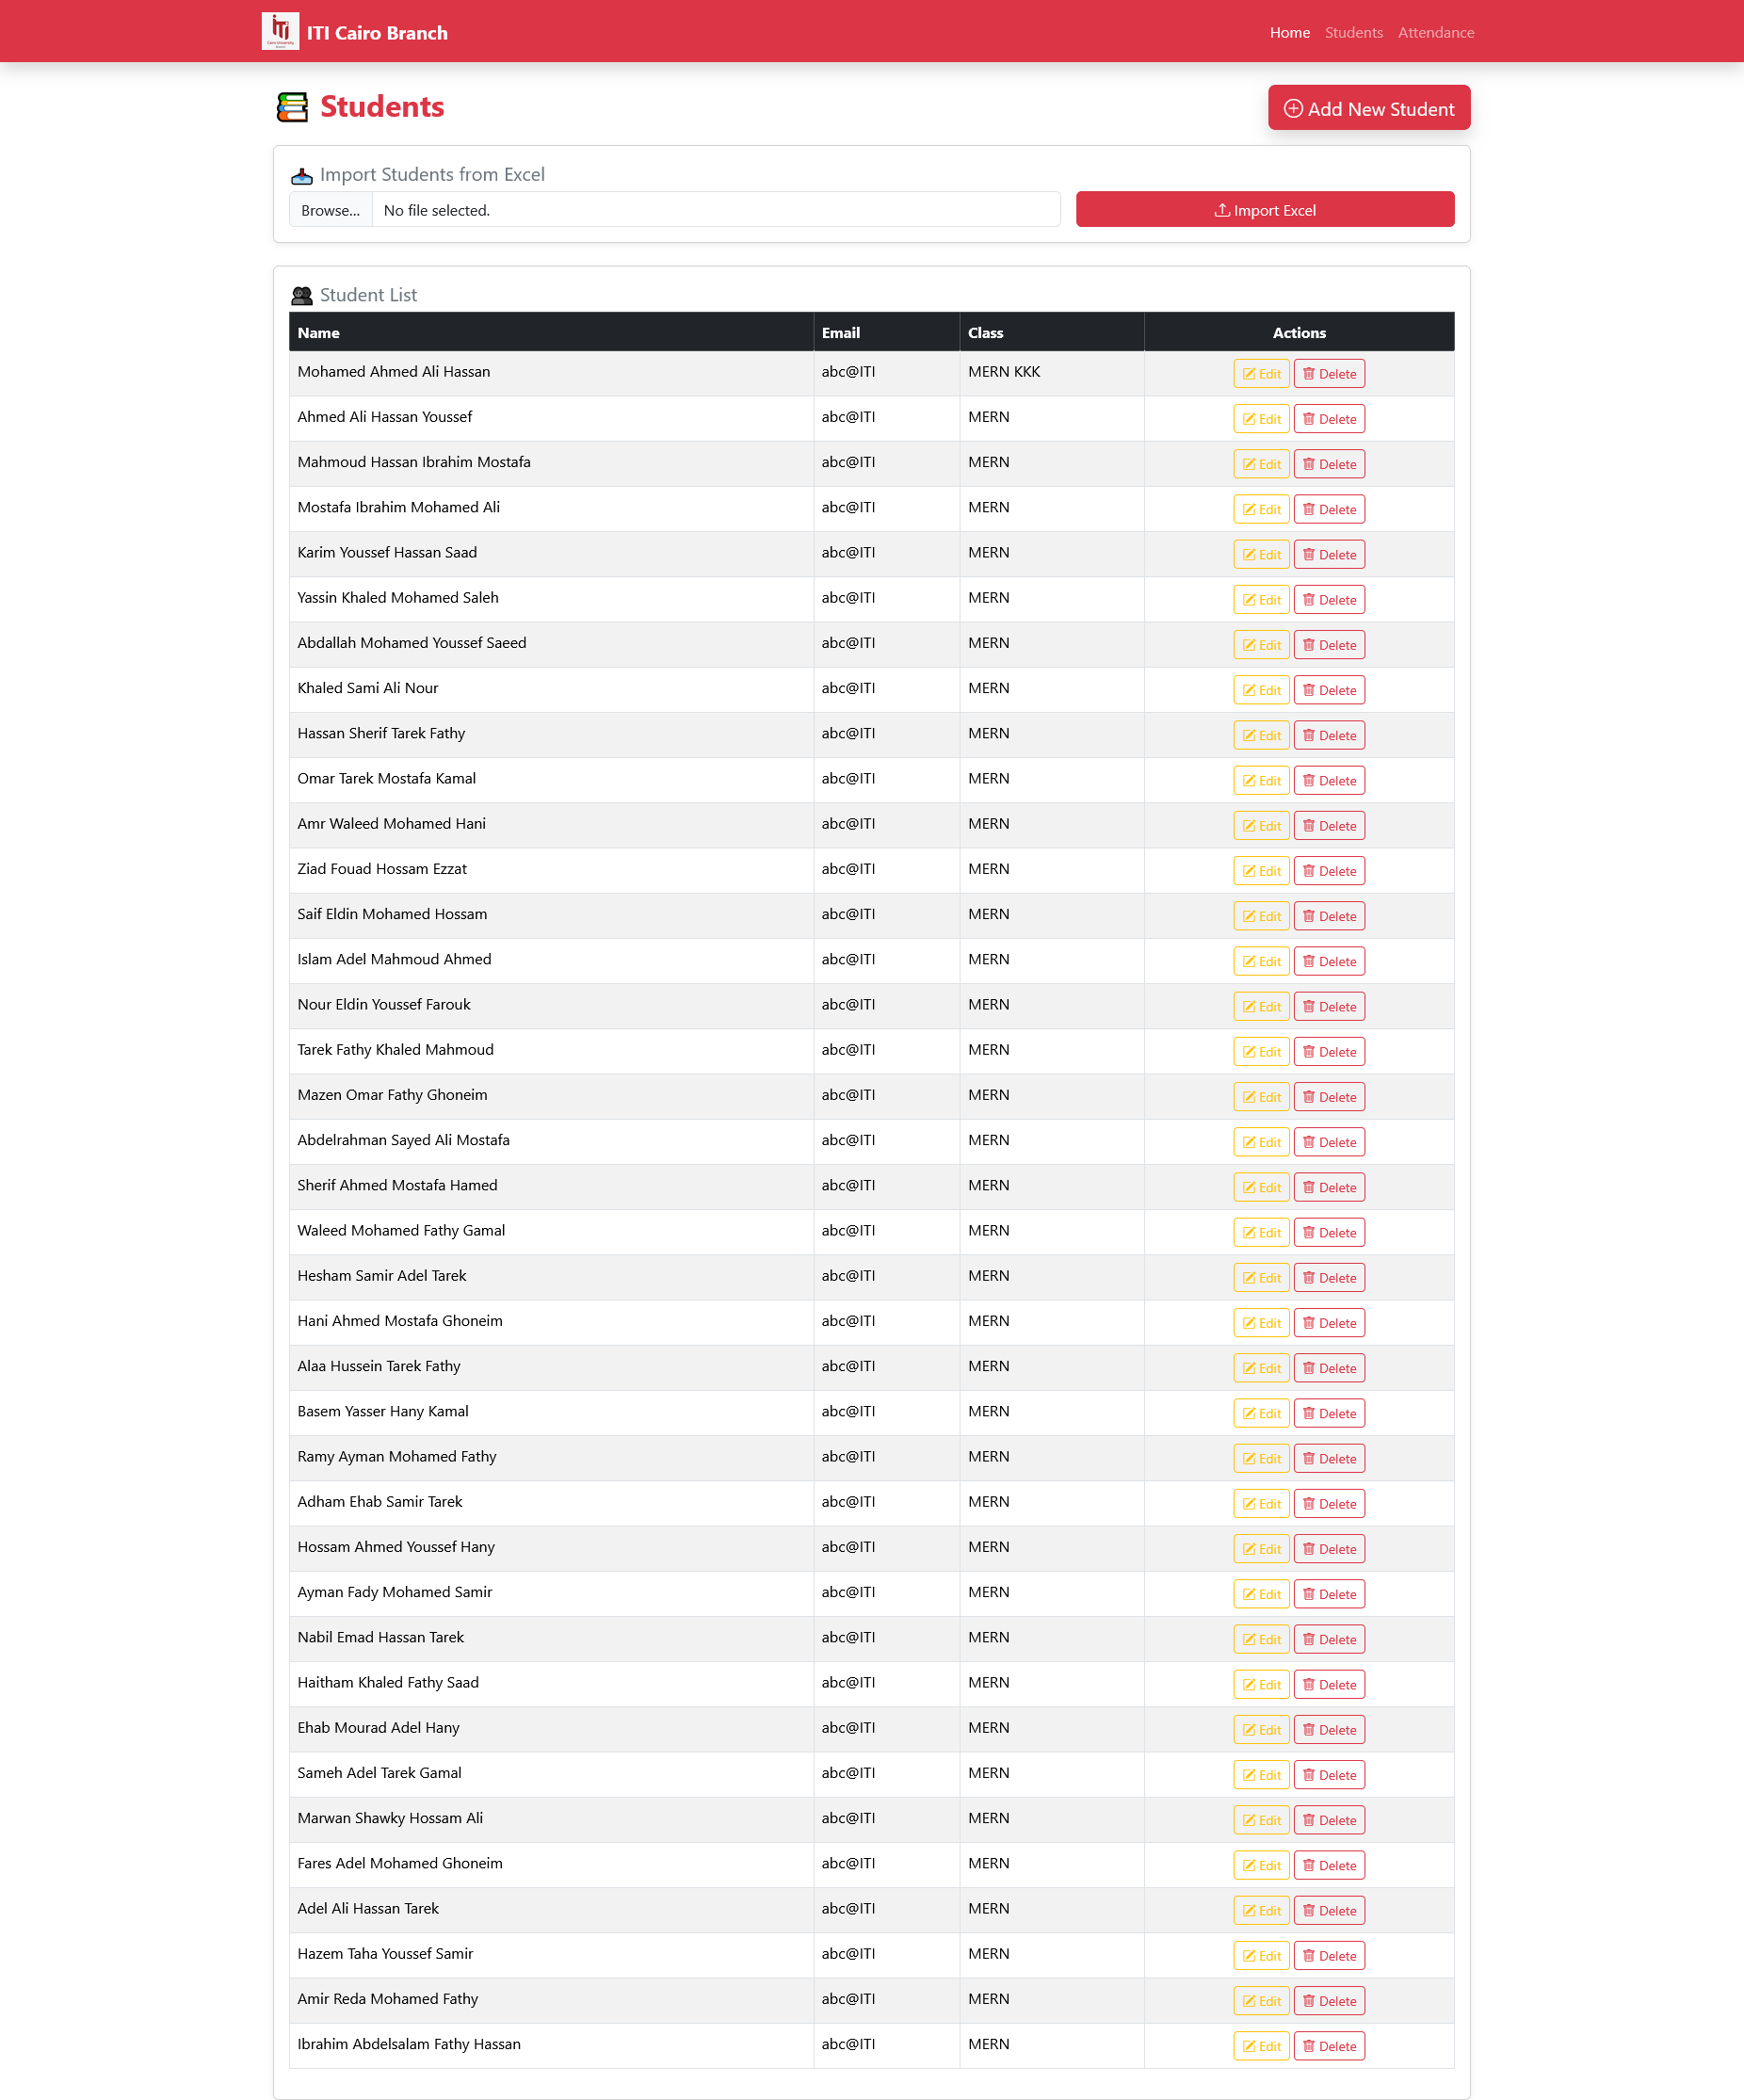 iTi
Cairo University
ITI Cairo Branch
Home Students Attendance
Students
Add New Student
Import Students from Excel
Browse... No file selected.
Import Excel
Student List
Name Email Class Actions
Mohamed Ahmed Ali Hassan abc@ITI MERN KKK Edit Delete
Ahmed Ali Hassan Youssef abc@ITI MERN Edit Delete
Mahmoud Hassan Ibrahim Mostafa abc@ITI MERN Edit Delete
Mostafa Ibrahim Mohamed Ali abc@ITI MERN Edit Delete
Karim Youssef Hassan Saad abc@ITI MERN Edit Delete
Yassin Khaled Mohamed Saleh abc@ITI MERN Edit Delete
Abdallah Mohamed Youssef Saeed abc@ITI MERN Edit Delete
Khaled Sami Ali Nour abc@ITI MERN Edit Delete
Hassan Sherif Tarek Fathy abc@ITI MERN Edit Delete
Omar Tarek Mostafa Kamal abc@ITI MERN Edit Delete
Amr Waleed Mohamed Hani abc@ITI MERN Edit Delete
Ziad Fouad Hossam Ezzat abc@ITI MERN Edit Delete
Saif Eldin Mohamed Hossam abc@ITI MERN Edit Delete
Islam Adel Mahmoud Ahmed abc@ITI MERN Edit Delete
Nour Eldin Youssef Farouk abc@ITI MERN Edit Delete
Tarek Fathy Khaled Mahmoud abc@ITI MERN Edit Delete
Mazen Omar Fathy Ghoneim abc@ITI MERN Edit Delete
Abdelrahman Sayed Ali Mostafa abc@ITI MERN Edit Delete
Sherif Ahmed Mostafa Hamed abc@ITI MERN Edit Delete
Waleed Mohamed Fathy Gamal abc@ITI MERN Edit Delete
Hesham Samir Adel Tarek abc@ITI MERN Edit Delete
Hani Ahmed Mostafa Ghoneim abc@ITI MERN Edit Delete
Alaa Hussein Tarek Fathy abc@ITI MERN Edit Delete
Basem Yasser Hany Kamal abc@ITI MERN Edit Delete
Ramy Ayman Mohamed Fathy abc@ITI MERN Edit Delete
Adham Ehab Samir Tarek abc@ITI MERN Edit Delete
Hossam Ahmed Youssef Hany abc@ITI MERN Edit Delete
Ayman Fady Mohamed Samir abc@ITI MERN Edit Delete
Nabil Emad Hassan Tarek abc@ITI MERN Edit Delete
Haitham Khaled Fathy Saad abc@ITI MERN Edit Delete
Ehab Mourad Adel Hany abc@ITI MERN Edit Delete
Sameh Adel Tarek Gamal abc@ITI MERN Edit Delete
Marwan Shawky Hossam Ali abc@ITI MERN Edit Delete
Fares Adel Mohamed Ghoneim abc@ITI MERN Edit Delete
Adel Ali Hassan Tarek abc@ITI MERN Edit Delete
Hazem Taha Youssef Samir abc@ITI MERN Edit Delete
Amir Reda Mohamed Fathy abc@ITI MERN Edit Delete
Ibrahim Abdelsalam Fathy Hassan abc@ITI MERN Edit Delete